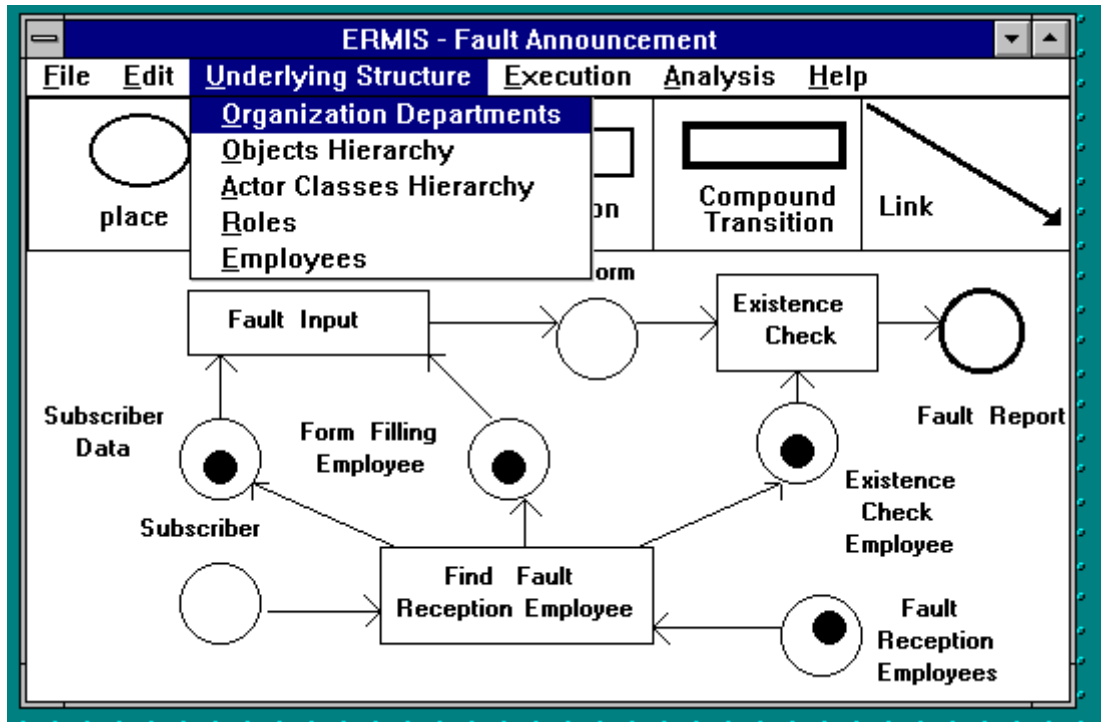 ERMIS - Fault Announcement
File Edit Underlying Structure Execution Analysis Help
Organization Departments
Objects Hierarchy
Actor Classes Hierarchy
Roles
Employees
place
Compound
Transition
Link
Fault Input
Existence
Check
Subscriber
Data
Form Filling
Employee
Fault Report
Existence
Check
Employee
Subscriber
Find Fault
Reception Employee
Fault
Reception
Employees